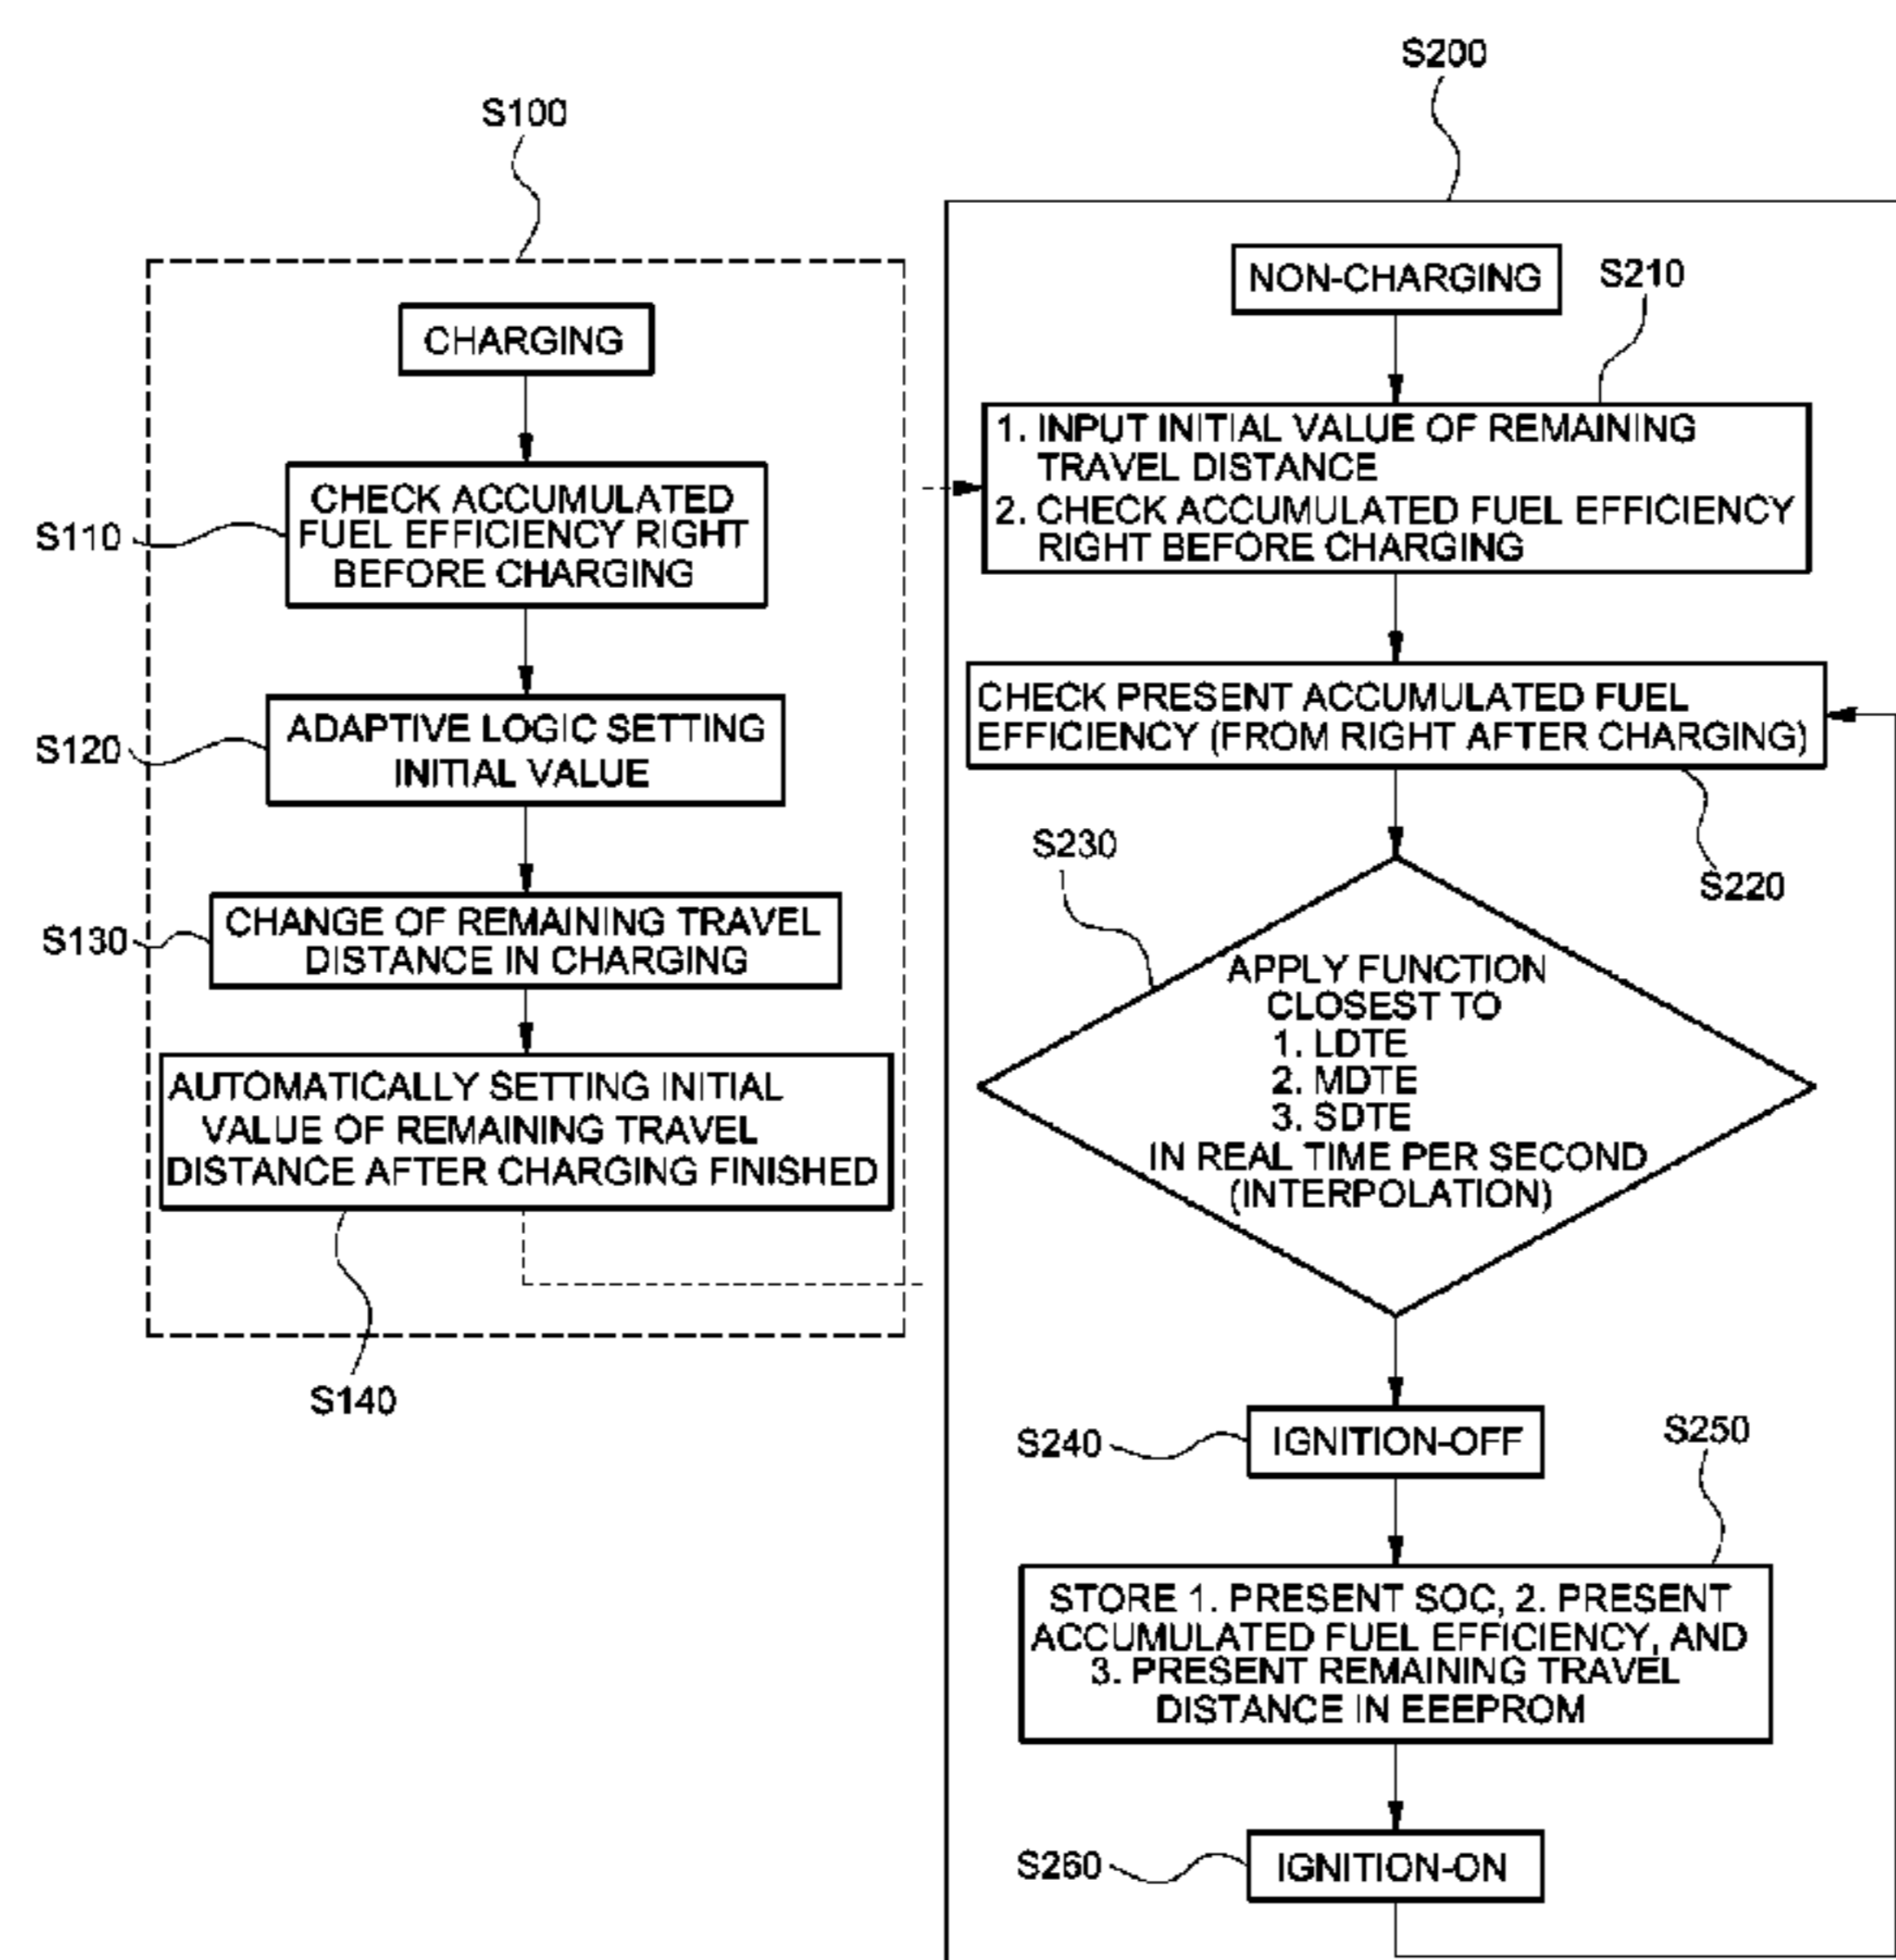 S100
CHARGING
S110
CHECK ACCUMULATED
FUEL EFFICIENCY RIGHT
BEFORE CHARGING
S120
ADAPTIVE LOGIC SETTING
INITIAL VALUE
S130
CHANGE OF REMAINING TRAVEL
DISTANCE IN CHARGING
AUTOMATICALLY SETTING INITIAL
VALUE OF REMAINING TRAVEL
DISTANCE AFTER CHARGING FINISHED
S140
S200
NON-CHARGING
S210
1. INPUT INITIAL VALUE OF REMAINING
TRAVEL DISTANCE
2. CHECK ACCUMULATED FUEL EFFICIENCY
RIGHT BEFORE CHARGING
CHECK PRESENT ACCUMULATED FUEL
EFFICIENCY (FROM RIGHT AFTER CHARGING)
S220
S230
APPLY FUNCTION
CLOSEST TO
1. LDTE
2. MDTE
3. SDTE
IN REAL TIME PER SECOND
(INTERPOLATION)
S240
IGNITION-OFF
S250
STORE 1. PRESENT SOC, 2. PRESENT
ACCUMULATED FUEL EFFICIENCY, AND
3. PRESENT REMAINING TRAVEL
DISTANCE IN EEEPROM
S260
IGNITION-ON